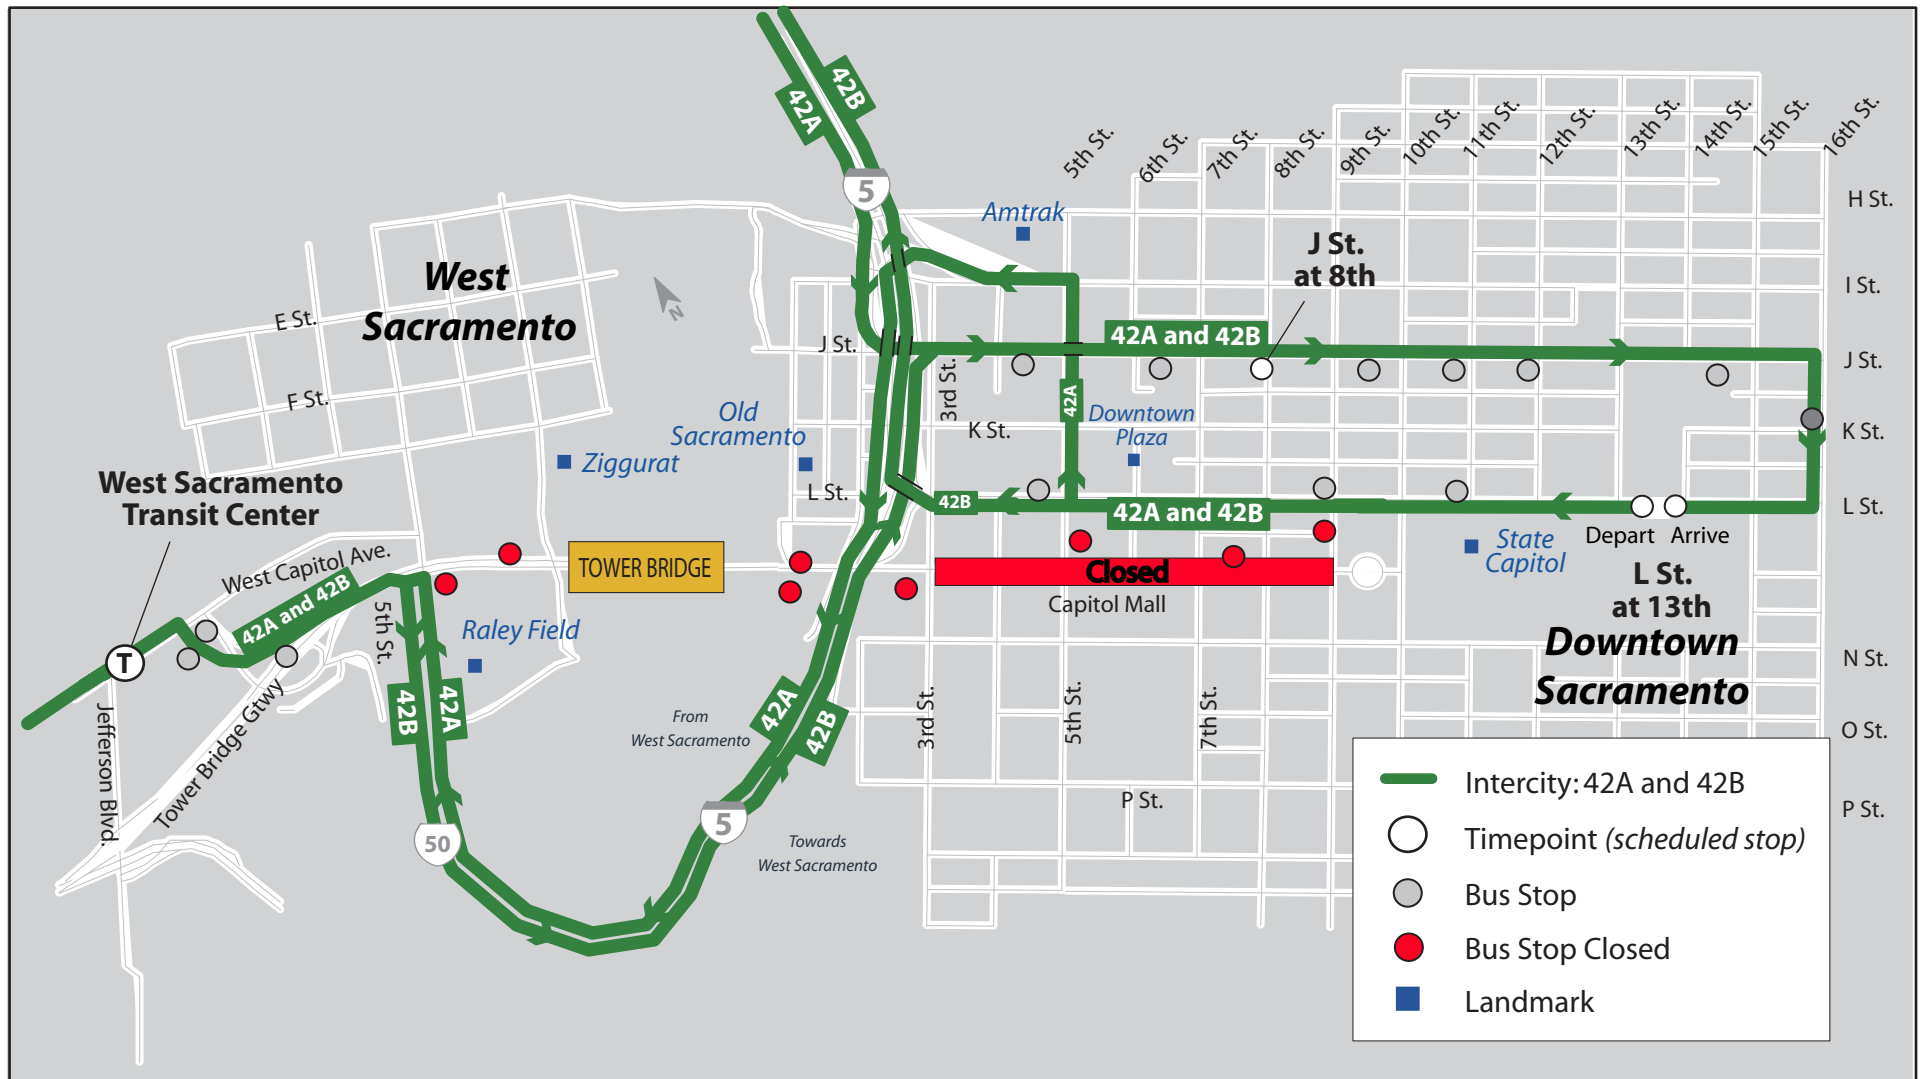 42B
42A
5
5th St.
6th St.
7th St.
8th St.
9th St.
10th St.
11th St.
12th St.
13th St.
14th St.
15th St.
16th St.
H St.
Amtrak
J St.
at 8th
I St.
West
Sacramento
N
E St.
F St.
J St.
42A and 42B
J St.
3rd St.
42A
Downtown
Plaza
Old
Sacramento
K St.
K St.
Ziggurat
West Sacramento
Transit Center
L St.
42B
42A and 42B
L St.
Depart
Arrive
State
Capitol
L St.
at 13th
West Capitol Ave.
TOWER BRIDGE
Closed
Capitol Mall
42A and 42B
5th St.
Raley Field
T
Downtown
Sacramento
N St.
Jefferson Blvd.
Tower Bridge Gtwy
42B
42A
From
West Sacramento
42A
42B
3rd St.
5th St.
7th St.
O St.
P St.
P St.
50
5
Towards
West Sacramento
Intercity: 42A and 42B
Timepoint (scheduled stop)
Bus Stop
Bus Stop Closed
Landmark